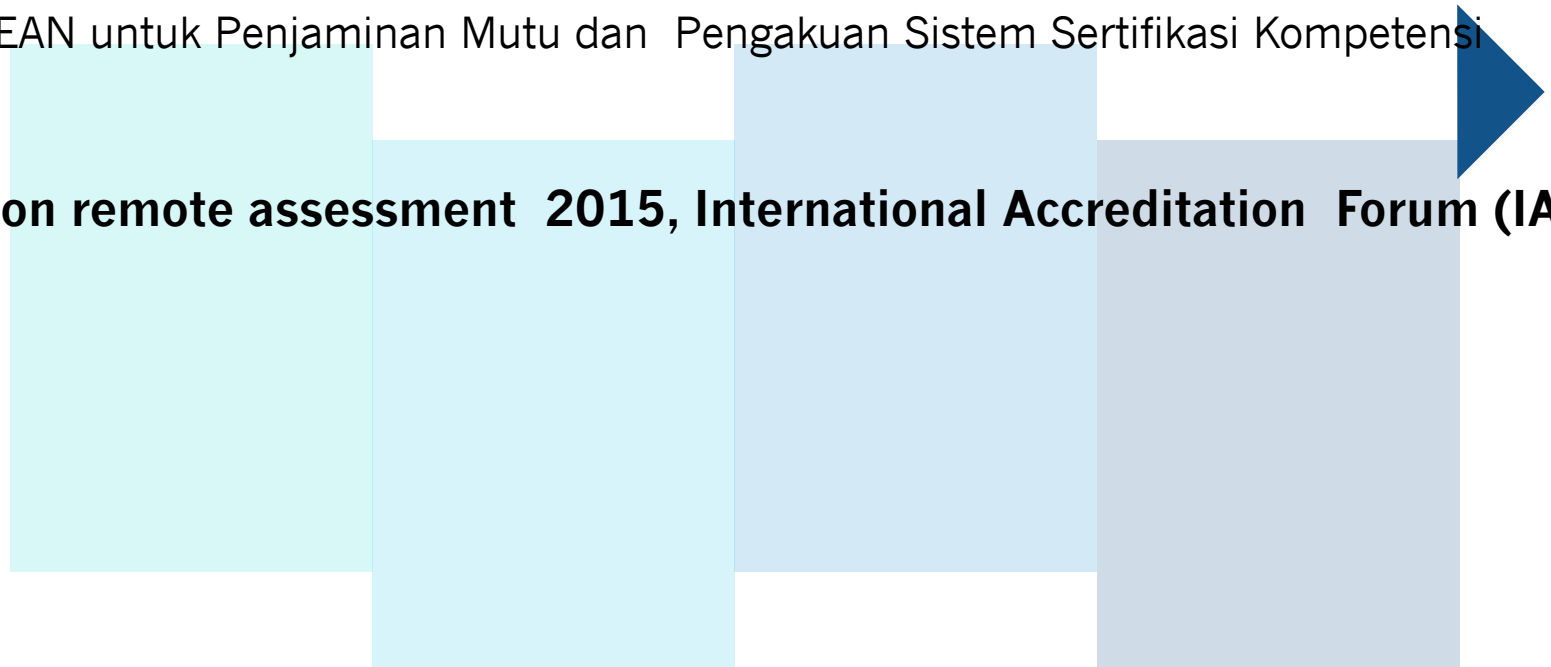 EAN untuk Penjaminan Mutu dan Pengakuan Sistem Sertifikasi Kompetensi
on remote assessment 2015, International Accreditation Forum (IA